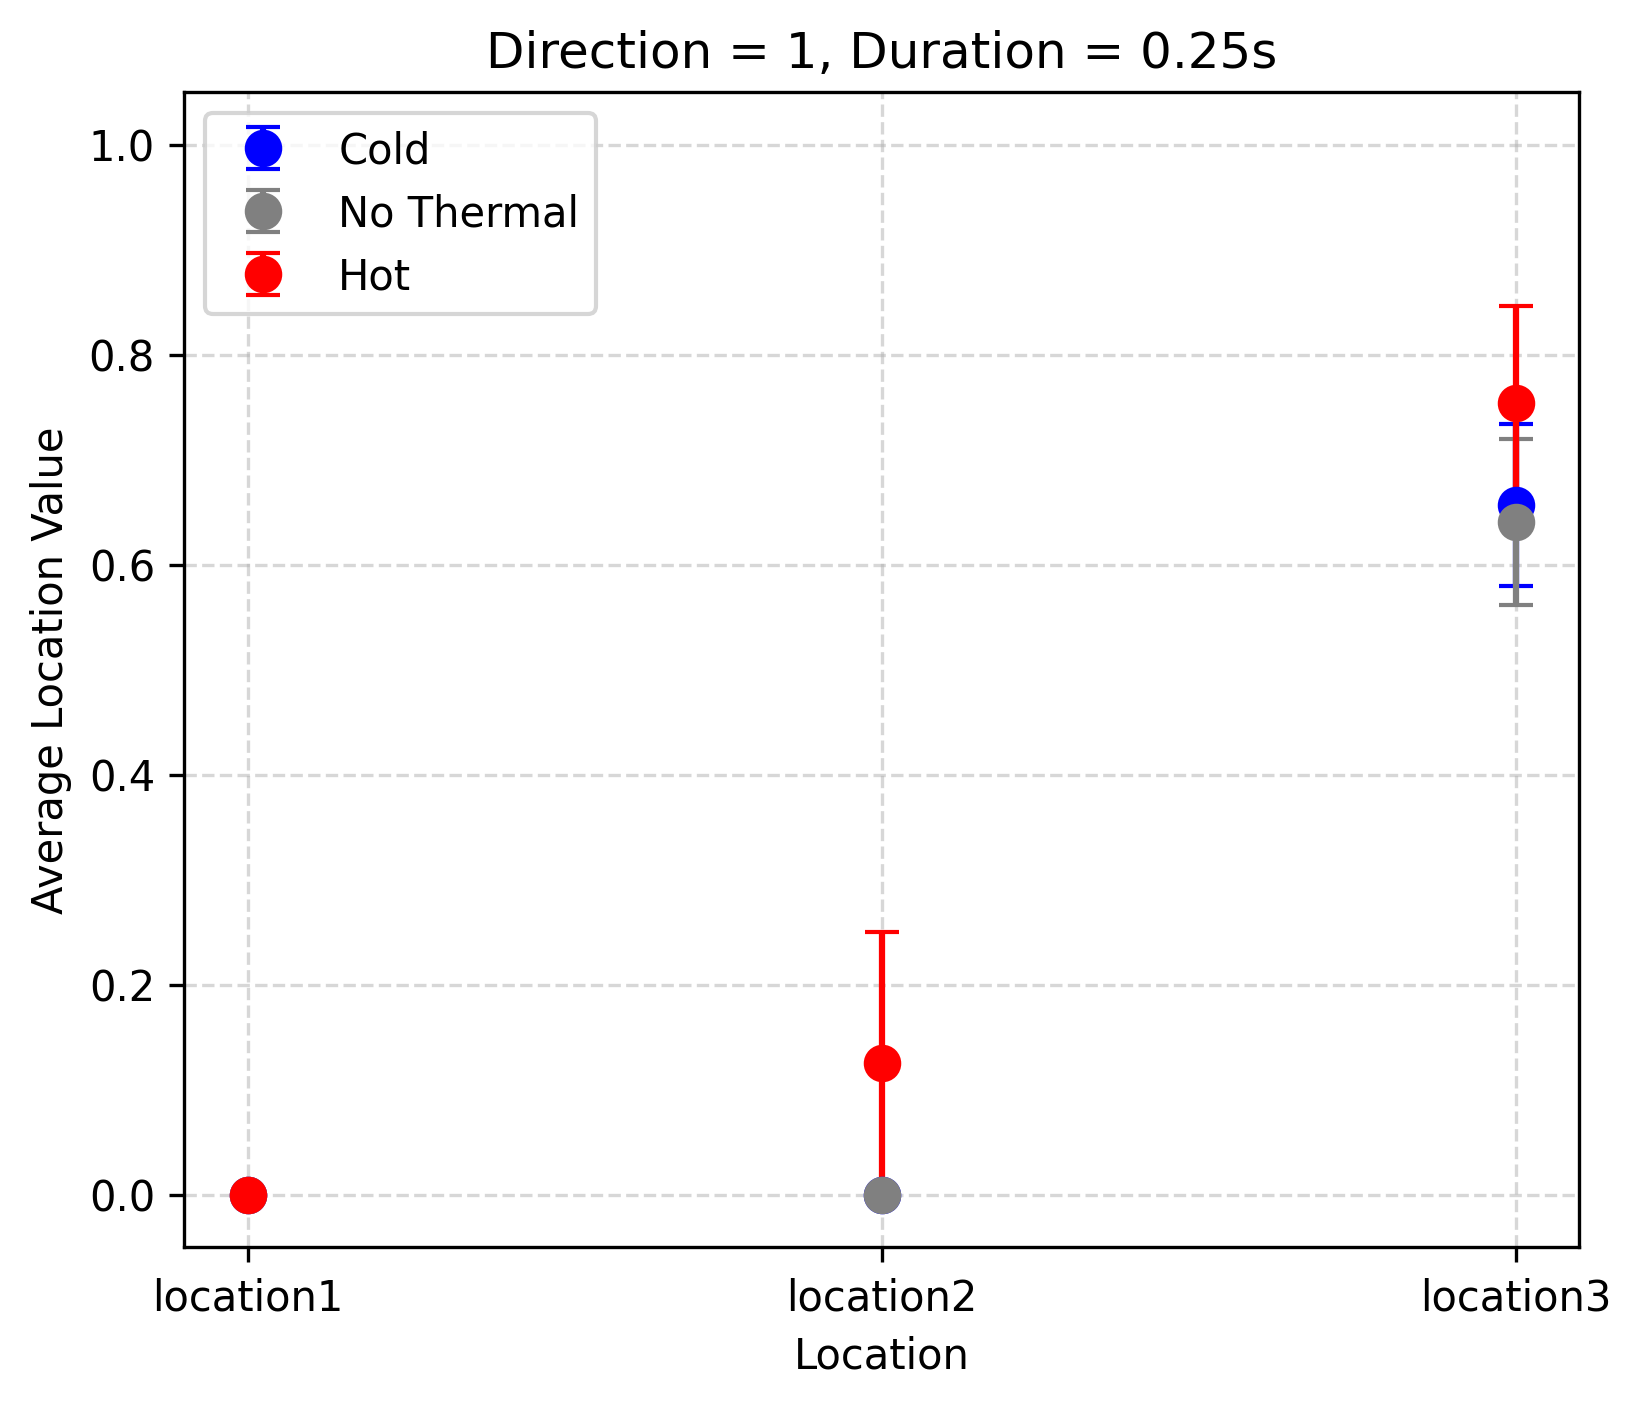 Direction = 1, Duration = 0.25s
Cold
No Thermal
Hot
1.0
0.8
0.6
0.4
0.2
0.0
Average Location Value
location1
location2
location3
Location